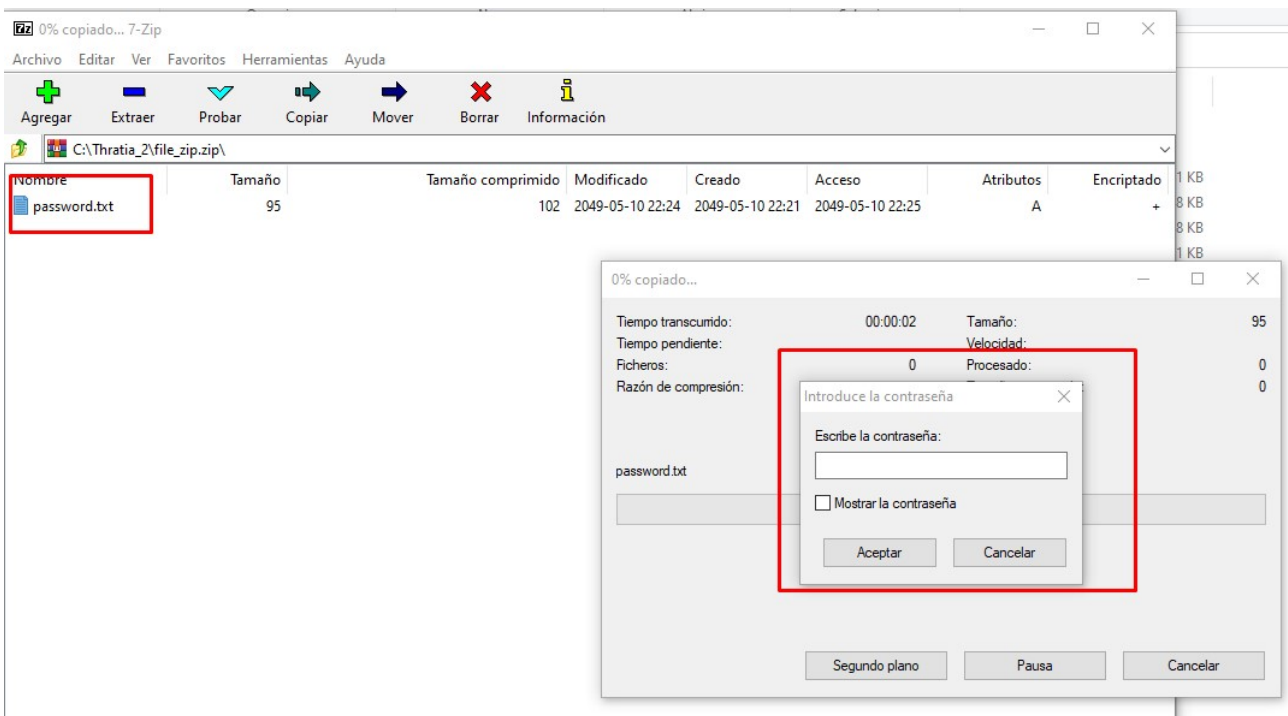 0% copiado... 7-Zip
Archivo Editar Ver Favoritos Herramientas Ayuda
Agregar Extraer Probar Copiar Mover Borrar Información
C:\Thratia_2\file_zip.zip\
Nombre Tamaño Tamaño comprimido Modificado Creado Acceso Atributos Encriptado 1 KB
password.txt 95 102 2049-05-10 22:24 2049-05-10 22:21 2049-05-10 22:25 A + 8 KB
8 KB
1 KB
0% copiado...
Tiempo transcurrido: 00:00:02 Tamaño: 95
Tiempo pendiente: Velocidad:
Ficheros: 0 Procesado: 0
Razón de compresión: 0
Introduce la contraseña
Escribe la contraseña:
password.txt
Mostrar la contraseña
Aceptar Cancelar
Segundo plano Pausa Cancelar